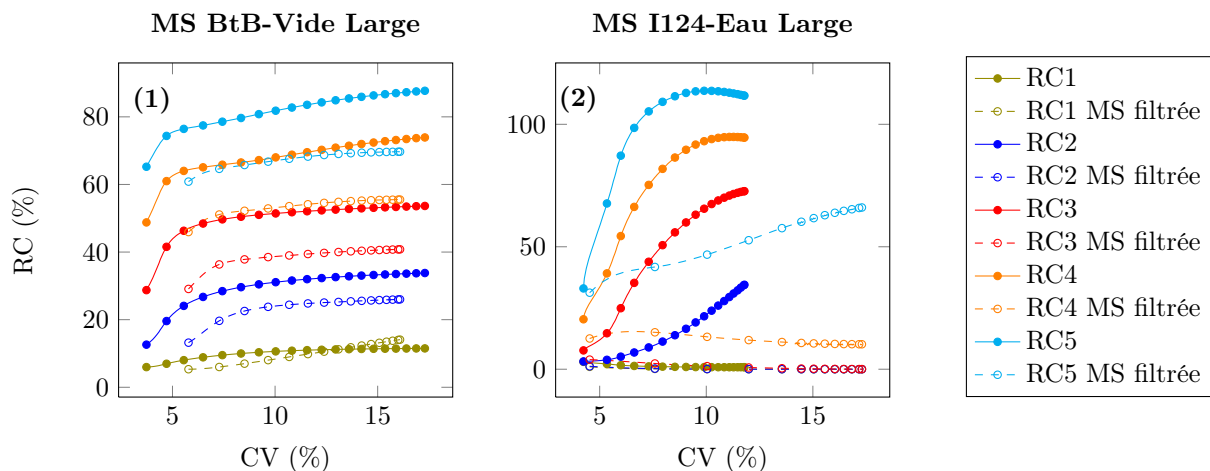 MS BtB-Vide Large
MS I124-Eau Large
(1)
(2)
RC (%)
0
20
40
60
80
5
10
15
CV (%)
0
50
100
5
10
15
CV (%)
RC1
RC1 MS filtrée
RC2
RC2 MS filtrée
RC3
RC3 MS filtrée
RC4
RC4 MS filtrée
RC5
RC5 MS filtrée